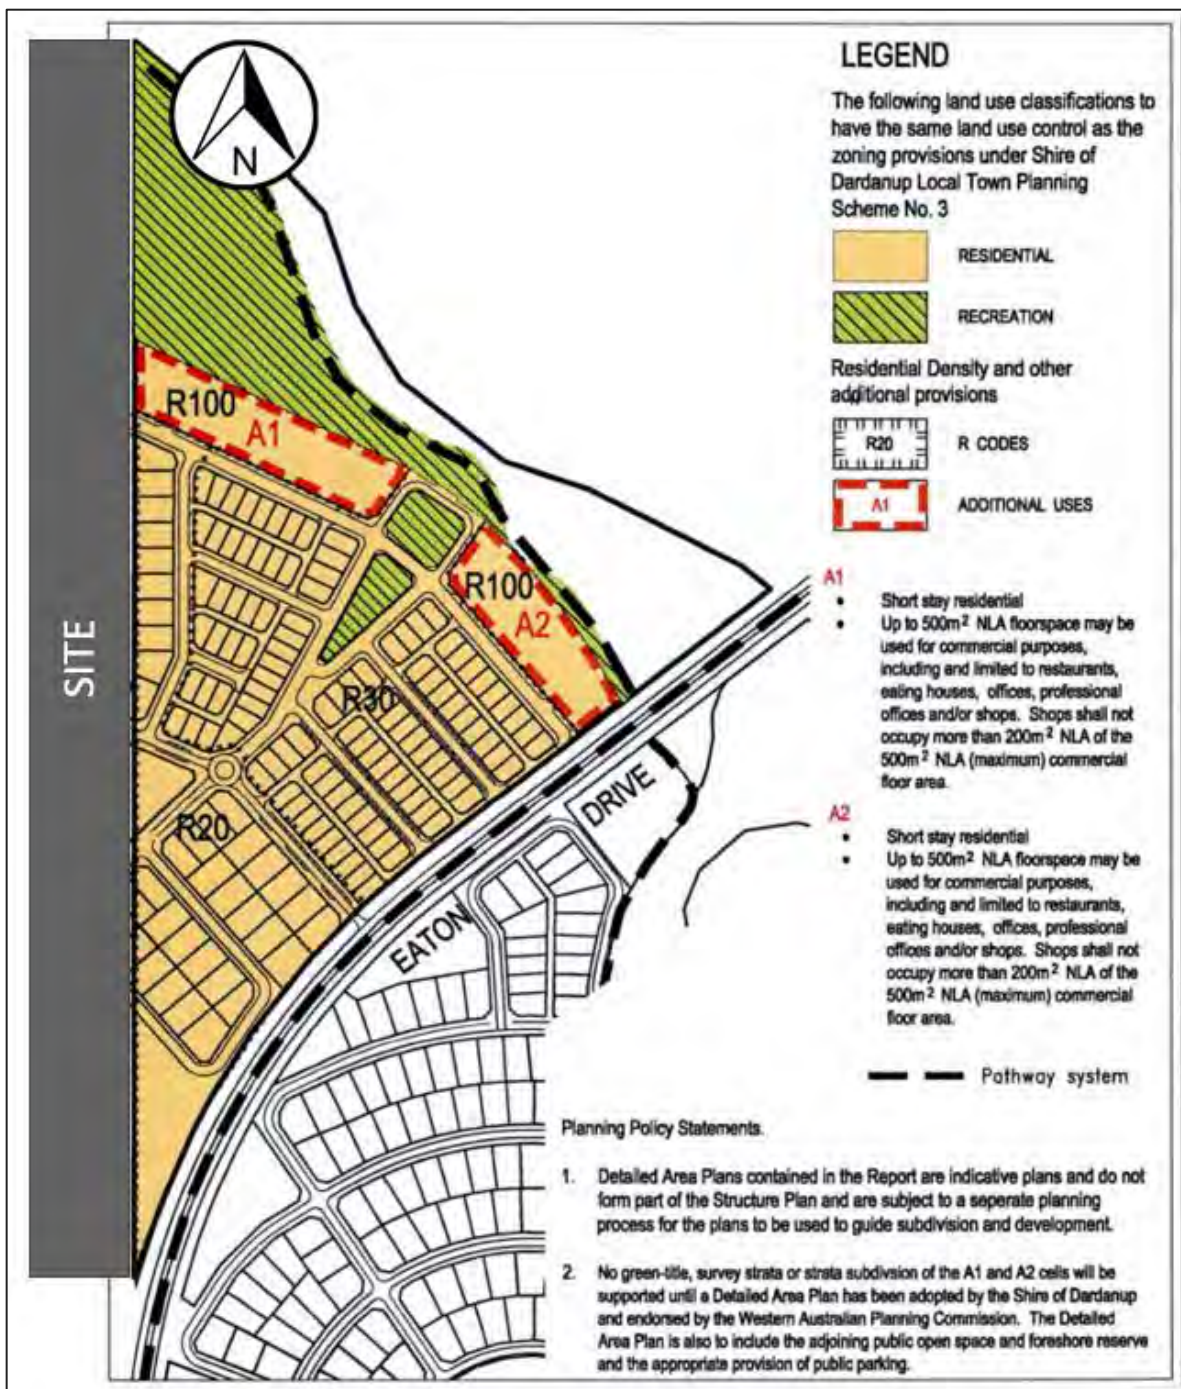 N
SITE
R100
A1
R100
A2
R30
R20
EATON
DRIVE
LEGEND
The following land use classifications to
have the same land use control as the
zoning provisions under Shire of
Dardanup Local Town Planning
Scheme No. 3
RESIDENTIAL
RECREATION
Residential Density and other
additional provisions
R20 R CODES
A1 ADDITIONAL USES
A1
• Short stay residential
• Up to 500m² NLA floorspace may be
used for commercial purposes,
including and limited to restaurants,
eating houses, offices, professional
offices and/or shops. Shops shall not
occupy more than 200m² NLA of the
500m² NLA (maximum) commercial
floor area.
A2
• Short stay residential
• Up to 500m² NLA floorspace may be
used for commercial purposes,
including and limited to restaurants,
eating houses, offices, professional
offices and/or shops. Shops shall not
occupy more than 200m² NLA of the
500m² NLA (maximum) commercial
floor area.
Pathway system
Planning Policy Statements.
1. Detailed Area Plans contained in the Report are indicative plans and do not
form part of the Structure Plan and are subject to a seperate planning
process for the plans to be used to guide subdivision and development.
2. No green-title, survey strata or strata subdivsion of the A1 and A2 cells will be
supported until a Detailed Area Plan has been adopted by the Shire of Dardanup
and endorsed by the Western Australian Planning Commission. The Detailed
Area Plan is also to include the adjoining public open space and foreshore reserve
and the appropriate provision of public parking.